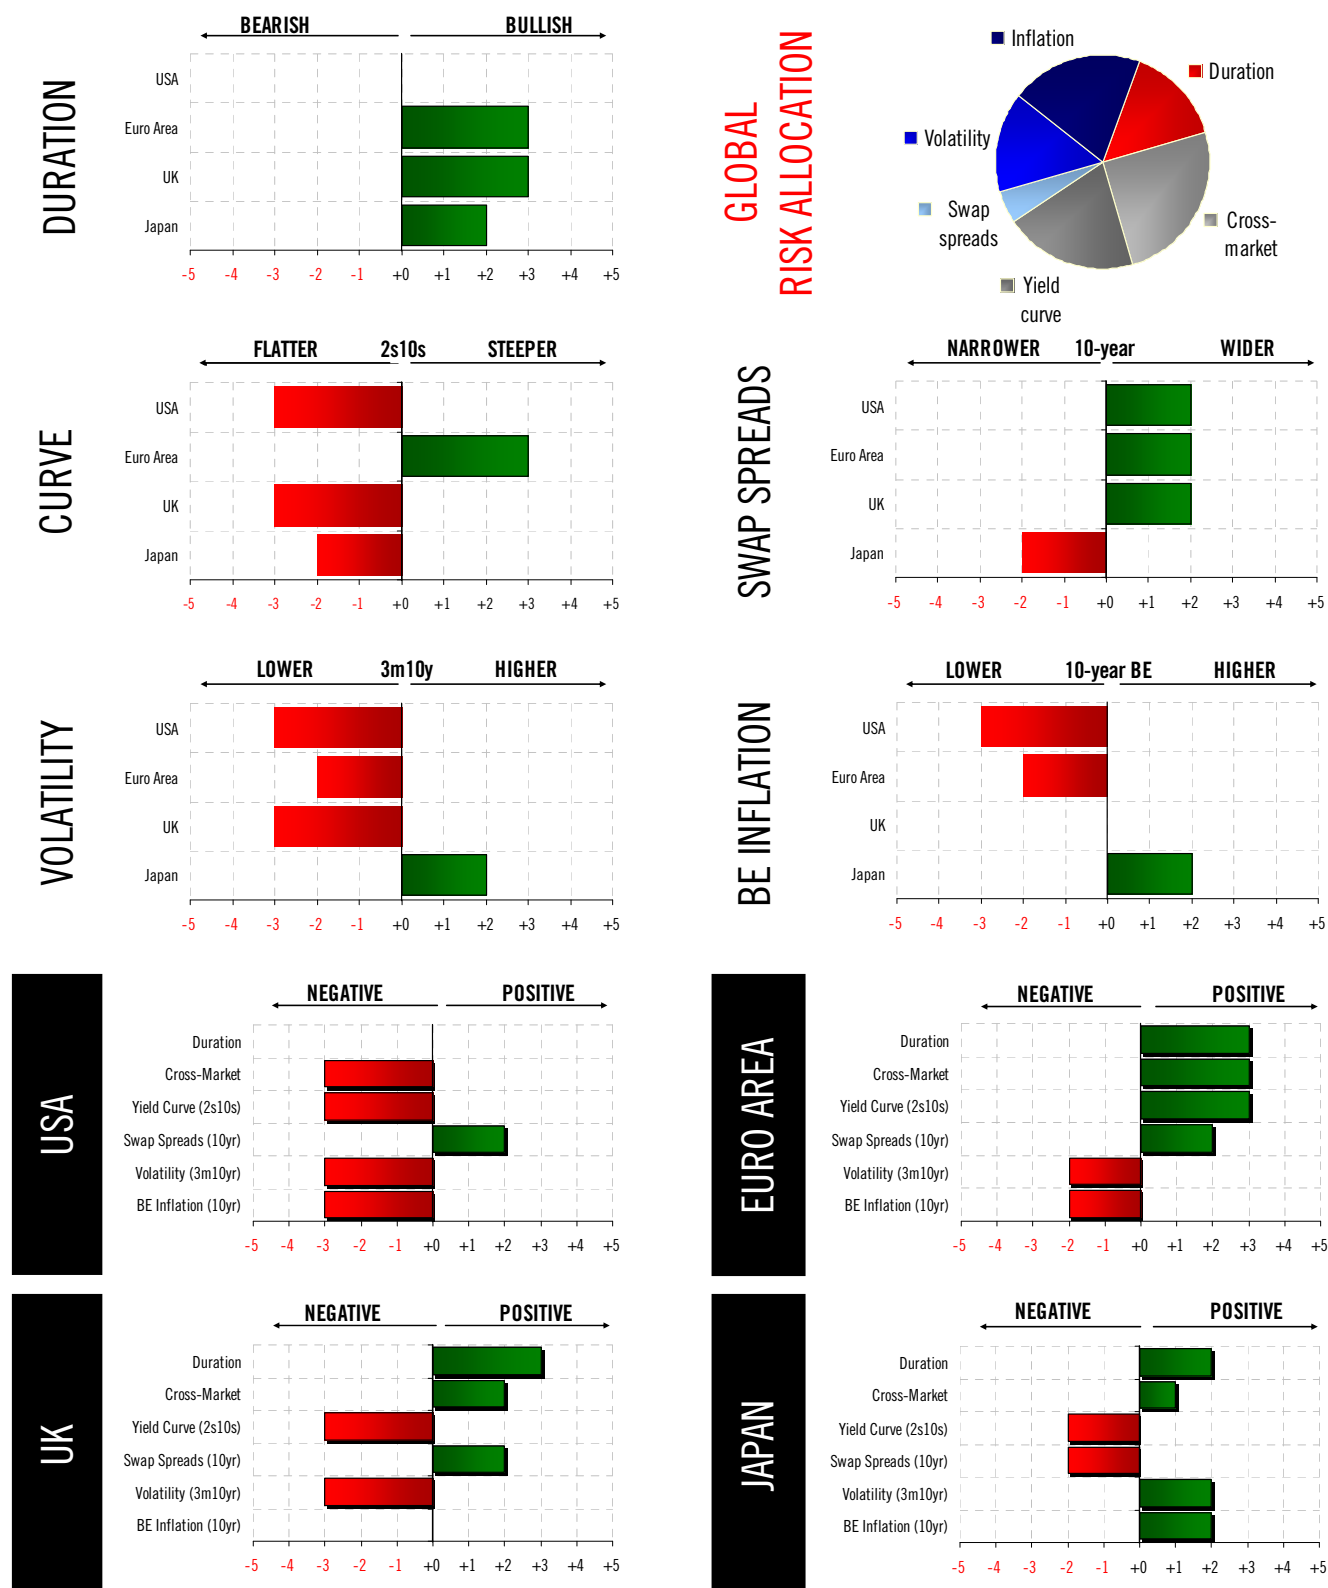 DURATION
BEARISH BULLISH
USA
Euro Area
UK
Japan
-5 -4 -3 -2 -1 +0 +1 +2 +3 +4 +5
GLOBAL
RISK ALLOCATION
Inflation
Duration
Volatility
Swap
spreads
Cross-
market
Yield
curve
CURVE
FLATTER 2s10s STEEPER
USA
Euro Area
UK
Japan
-5 -4 -3 -2 -1 +0 +1 +2 +3 +4 +5
SWAP SPREADS
NARROWER 10-year WIDER
USA
Euro Area
UK
Japan
-5 -4 -3 -2 -1 +0 +1 +2 +3 +4 +5
VOLATILITY
LOWER 3m10y HIGHER
USA
Euro Area
UK
Japan
-5 -4 -3 -2 -1 +0 +1 +2 +3 +4 +5
BE INFLATION
LOWER 10-year BE HIGHER
USA
Euro Area
UK
Japan
-5 -4 -3 -2 -1 +0 +1 +2 +3 +4 +5
USA
NEGATIVE POSITIVE
Duration
Cross-Market
Yield Curve (2s10s)
Swap Spreads (10yr)
Volatility (3m10yr)
BE Inflation (10yr)
-5 -4 -3 -2 -1 +0 +1 +2 +3 +4 +5
EURO AREA
NEGATIVE POSITIVE
Duration
Cross-Market
Yield Curve (2s10s)
Swap Spreads (10yr)
Volatility (3m10yr)
BE Inflation (10yr)
-5 -4 -3 -2 -1 +0 +1 +2 +3 +4 +5
UK
NEGATIVE POSITIVE
Duration
Cross-Market
Yield Curve (2s10s)
Swap Spreads (10yr)
Volatility (3m10yr)
BE Inflation (10yr)
-5 -4 -3 -2 -1 +0 +1 +2 +3 +4 +5
JAPAN
NEGATIVE POSITIVE
Duration
Cross-Market
Yield Curve (2s10s)
Swap Spreads (10yr)
Volatility (3m10yr)
BE Inflation (10yr)
-5 -4 -3 -2 -1 +0 +1 +2 +3 +4 +5